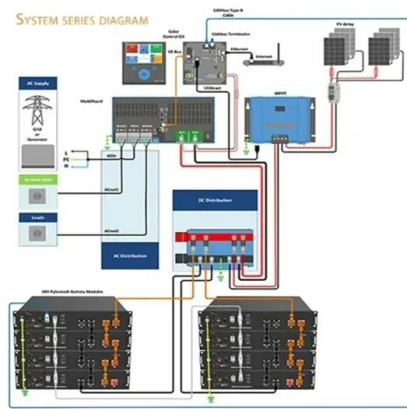 SYSTEM SERIES DIAGRAM
CANbus Type B
Cable
PV Array
Color
Control GX
CANbus Terminator
VE Bus
Ethernet
Internet
AC Supply
VEDirect
MPPT
MultiPlus-II
Grid
or
Generator
L
PE
N
ACin
ACout1
Loads
ACout2
DC Distribution
AC Distribution
48V Pylontech Battery Modules